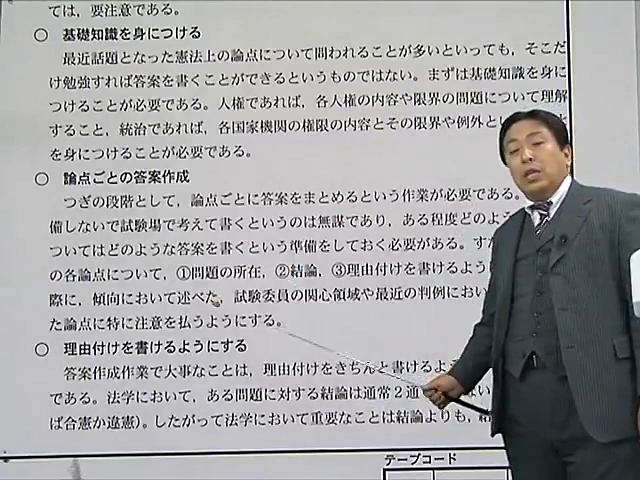 ては，要注意である。
○ 基礎知識を身につける
最近話題となった憲法上の論点について問われることが多いといっても，そこだ
け勉強すれば答案を書くことができるというものではない。まずは基礎知識を身に
つけることが必要である。人権であれば，各人権の内容や限界の問題について理解
すること，統治であれば，各国家機関の権限の内容とその限界や例外とい
を身につけることが必要である。
○ 論点ごとの答案作成
つぎの段階として，論点ごとに答案をまとめるという作業が必要である。
備しないで試験場で考えて書くというのは無謀であり，ある程度どのよう
ついてはどのような答案を書くという準備をしておく必要がある。すな
の各論点について，①問題の所在，②結論，③理由付けを書けるよう
際に，傾向において述べた，試験委員の関心領域や最近の判例におい
た論点に特に注意を払うようにする。
○ 理由付けを書けるようにする
答案作成作業で大事なことは，理由付けをきちんと書けるよ
である。法学において，ある問題に対する結論は通常２通
ば合憲か違憲）。したがって法学において重要なことは結論よりも，
テープコード